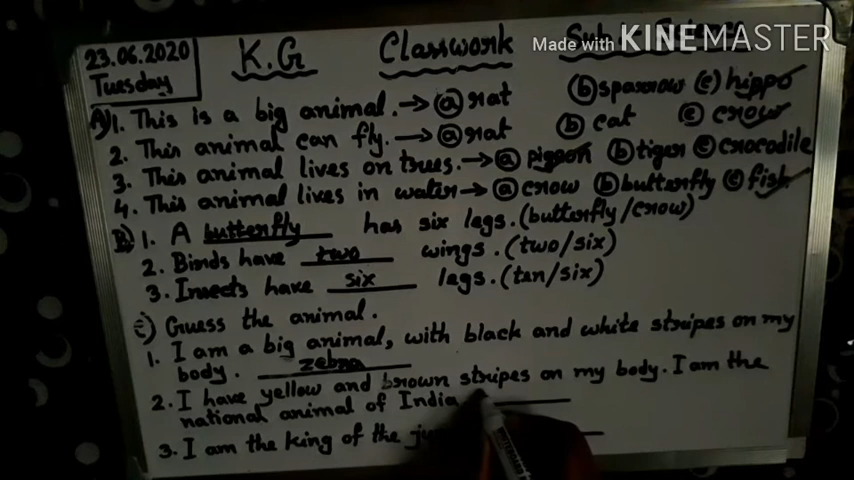 Made with KINEMASTER
23.06.2020 K.G Classwork
Tuesday
A) 1. This is a big animal. → a rat b sparrow c hippo
2. This animal can fly. → a rat b cat c crow
3. This animal lives on trees. → a pigeon b tiger c crocodile
4. This animal lives in water → a crow b butterfly c fish
B) 1. A butterfly has six legs. (butterfly/crow)
2. Birds have two wings. (two/six)
3. Insects have six legs. (ten/six)
C) Guess the animal.
1. I am a big animal, with black and white stripes on my
body. zebra
2. I have yellow and brown stripes on my body. I am the
national animal of India
3. I am the king of the